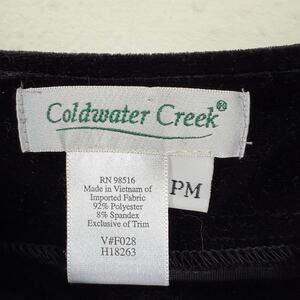 Coldwater Creek®
RN 98516
Made in Vietnam of
Imported Fabric
92% Polyester
8% Spandex
Exclusive of Trim
V#F028
H18263
PM